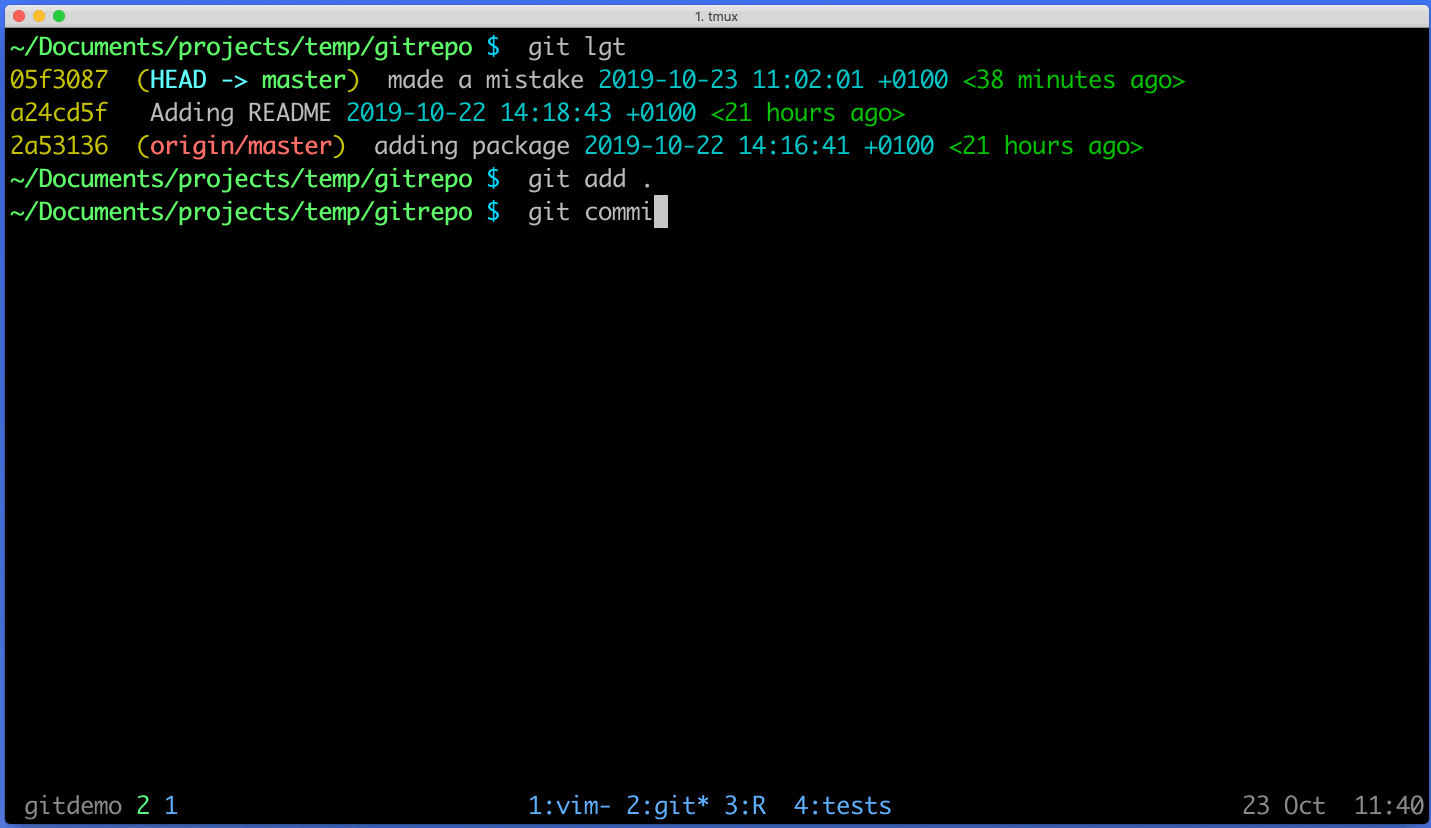 1. tmux
~/Documents/projects/temp/gitrepo $  git lgt
05f3087  (HEAD -> master)  made a mistake 2019-10-23 11:02:01 +0100 <38 minutes ago>
a24cd5f   Adding README 2019-10-22 14:18:43 +0100 <21 hours ago>
2a53136  (origin/master)  adding package 2019-10-22 14:16:41 +0100 <21 hours ago>
~/Documents/projects/temp/gitrepo $  git add .
~/Documents/projects/temp/gitrepo $  git commi
gitdemo 2 1 1:vim- 2:git* 3:R  4:tests 23 Oct  11:40